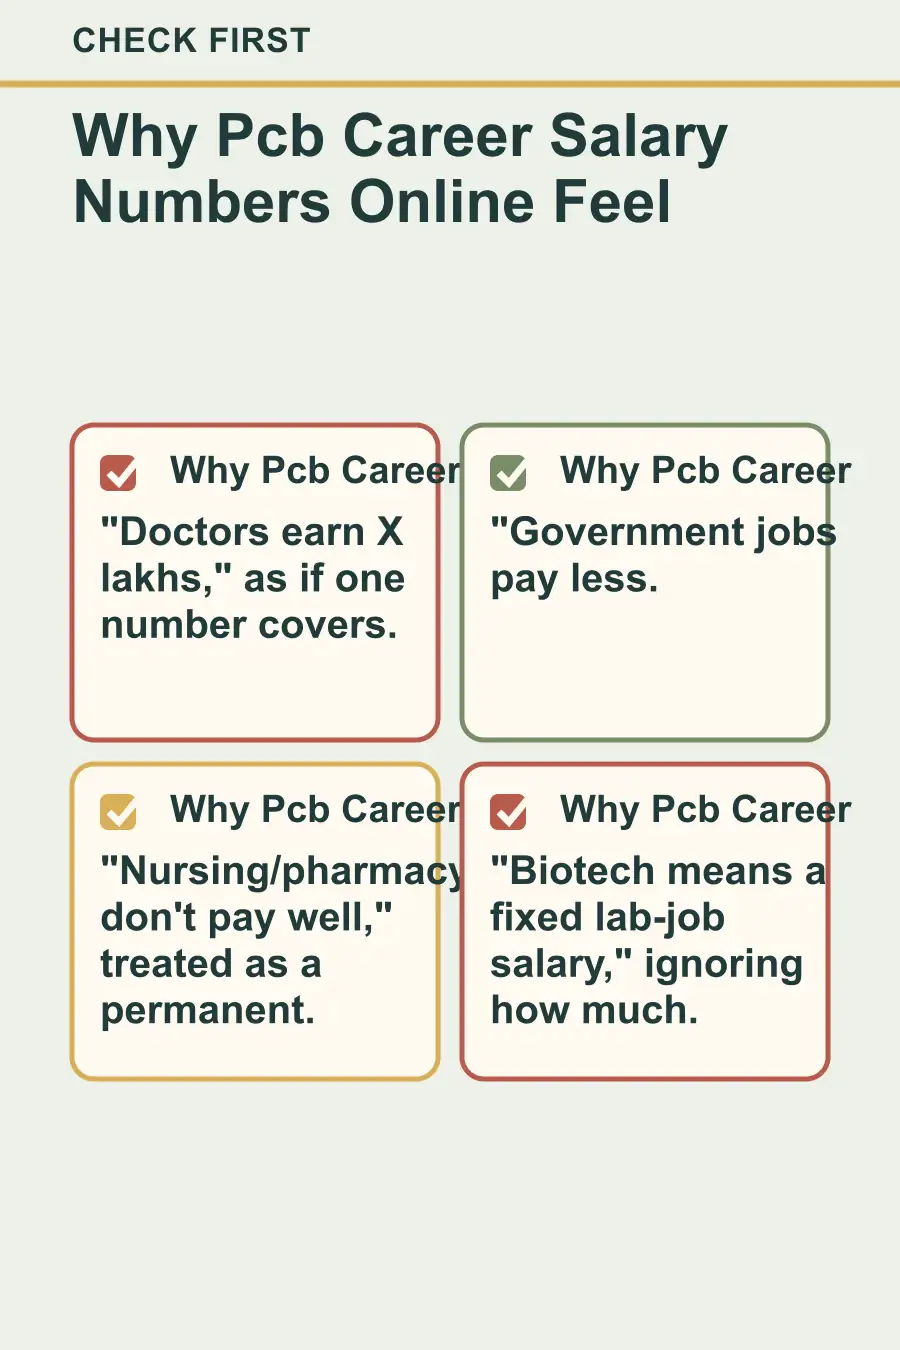 CHECK FIRST
Why Pcb Career Salary
Numbers Online Feel
Why Pcb Career
"Doctors earn X
lakhs," as if one
number covers.
Why Pcb Career
"Government jobs
pay less.
Why Pcb Career
"Nursing/pharmacy
don't pay well,"
treated as a
permanent.
Why Pcb Career
"Biotech means a
fixed lab-job
salary," ignoring
how much.